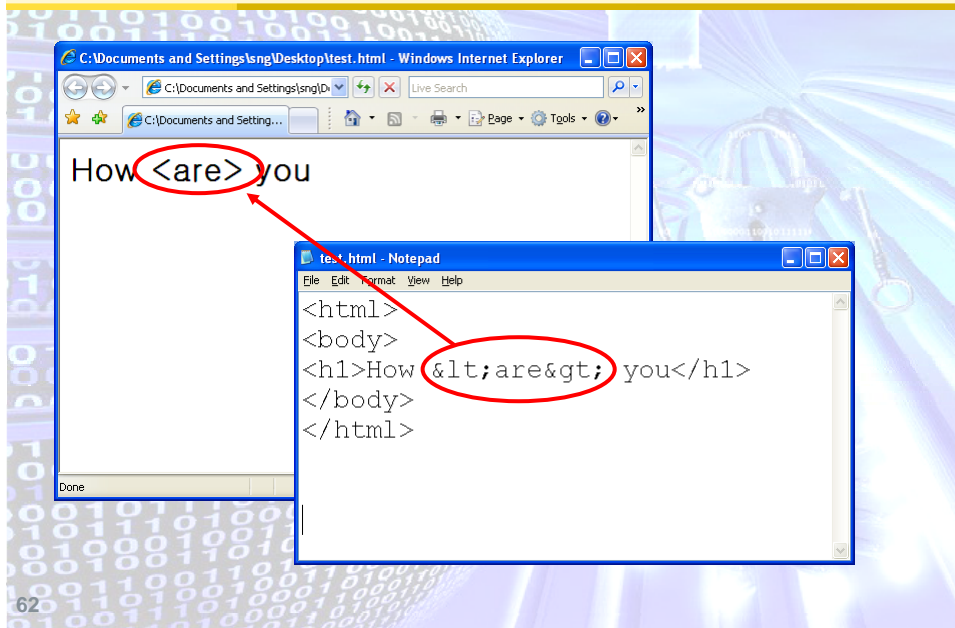 C:\Documents and Settings\sng\Desktop\test.html - Windows Internet Explorer
C:\Documents and Settings\sng\De
Live Search
C:\Documents and Setting...
Page
Tools
»
How <are> you
Done
test.html - Notepad
File Edit Format View Help
<html>
<body>
<h1>How &lt;are&gt; you</h1>
</body>
</html>
62